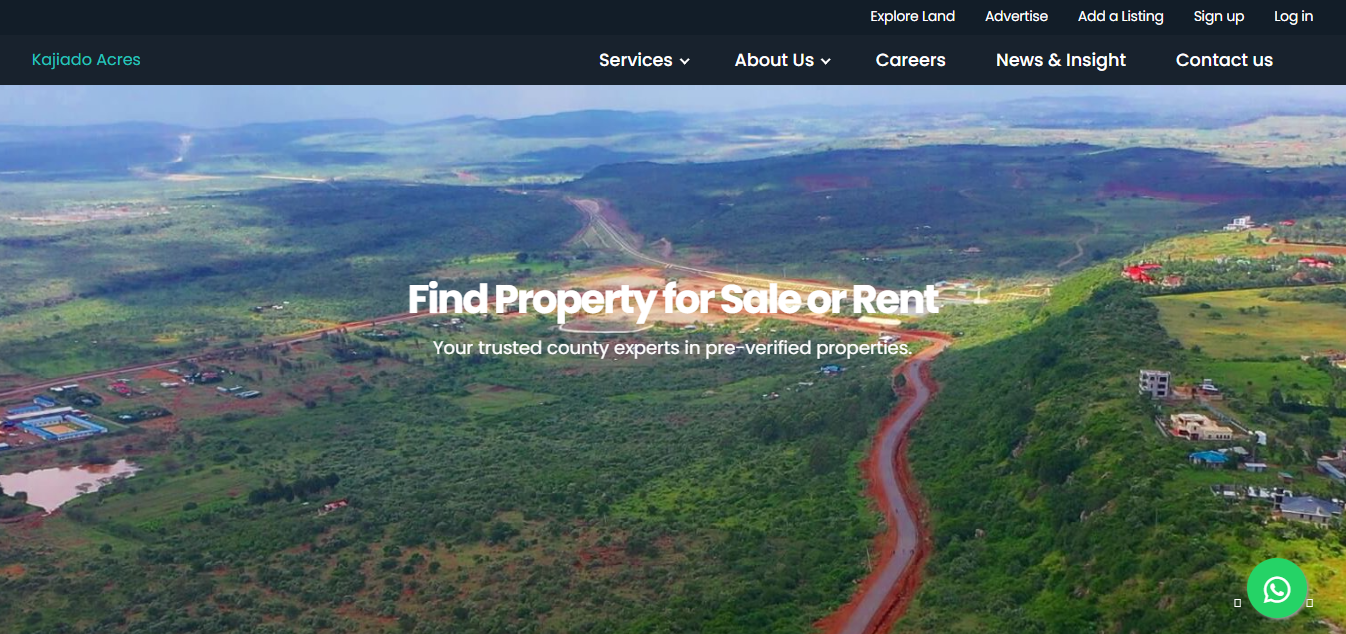 Explore Land Advertise Add a Listing Sign up Log in
Kajiado Acres Services About Us Careers News & Insight Contact us
Find Property for Sale or Rent
Your trusted county experts in pre-verified properties.